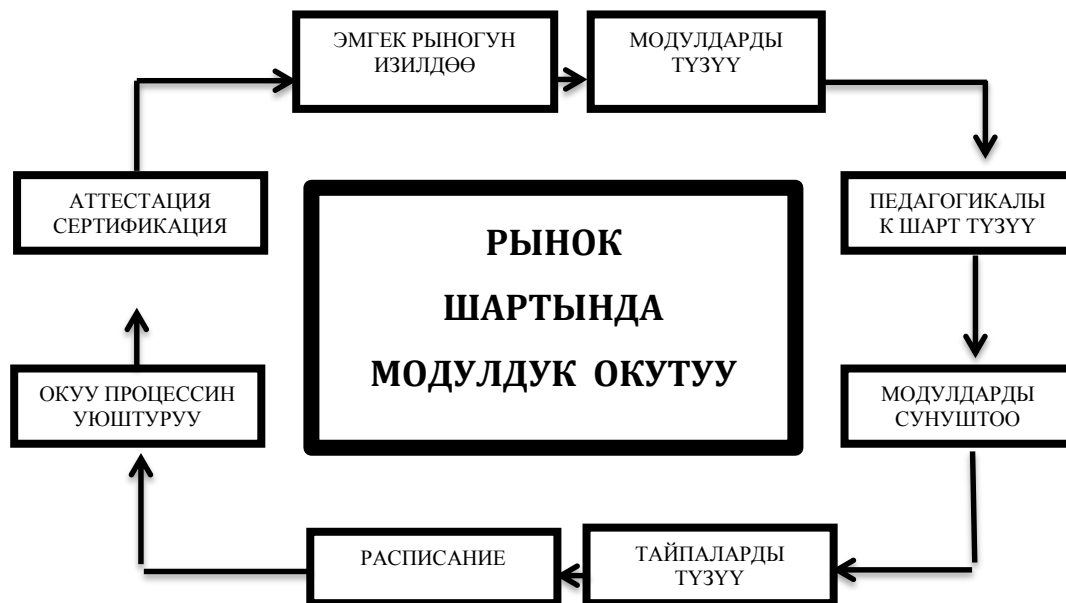 ЭМГЕК РЫНОГУН
ИЗИЛДӨӨ
МОДУЛДАРДЫ
ТҮЗҮҮ
АТТЕСТАЦИЯ
СЕРТИФИКАЦИЯ
РЫНОК
ШАРТЫНДА
МОДУЛДУК ОКУТУУ
ПЕДАГОГИКАЛЫ
К ШАРТ ТҮЗҮҮ
ОКУУ ПРОЦЕССИН
УЮШТУРУУ
МОДУЛДАРДЫ
СУНУШТОО
РАСПИСАНИЕ
ТАЙПАЛАРДЫ
ТҮЗҮҮ